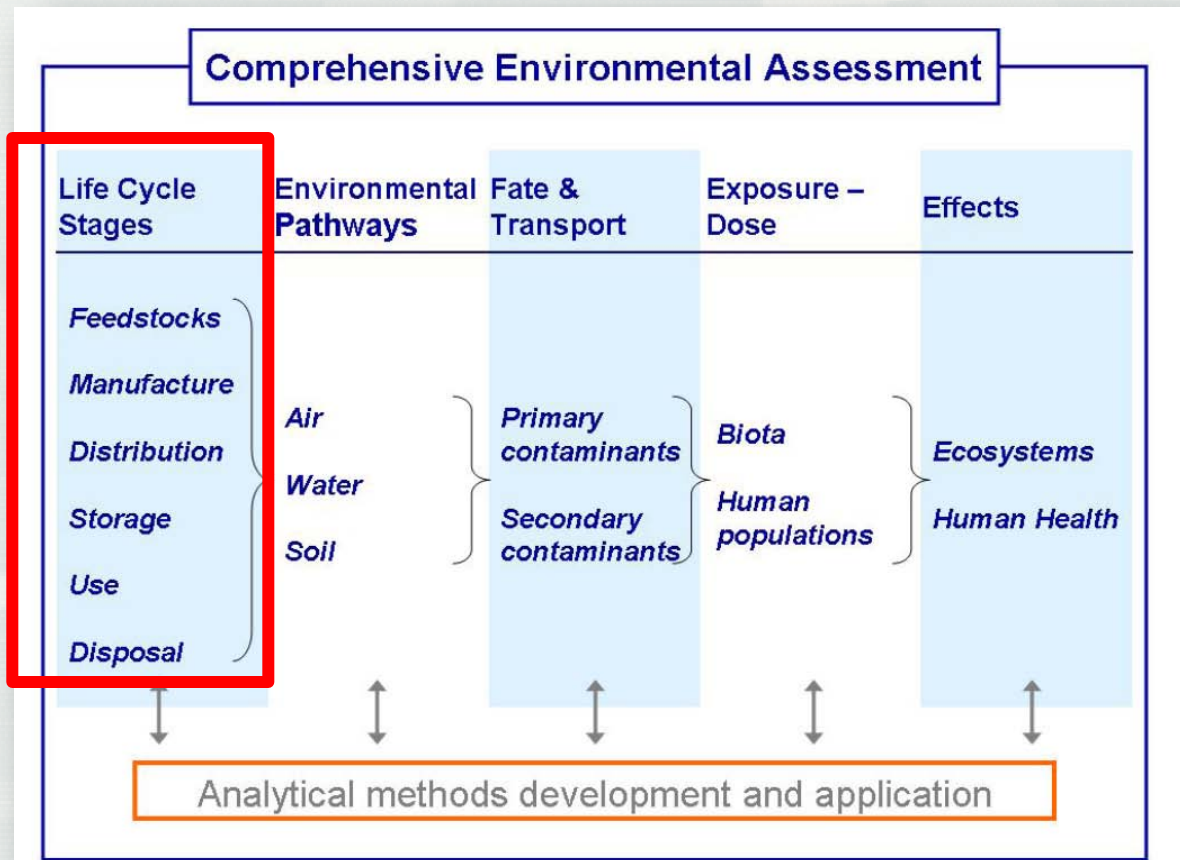 Comprehensive Environmental Assessment
Life Cycle
Stages
Environmental
Pathways
Fate &
Transport
Exposure –
Dose
Effects
Feedstocks
Manufacture
Distribution
Storage
Use
Disposal
Air
Water
Soil
Primary
contaminants
Secondary
contaminants
Biota
Human
populations
Ecosystems
Human Health
Analytical methods development and application